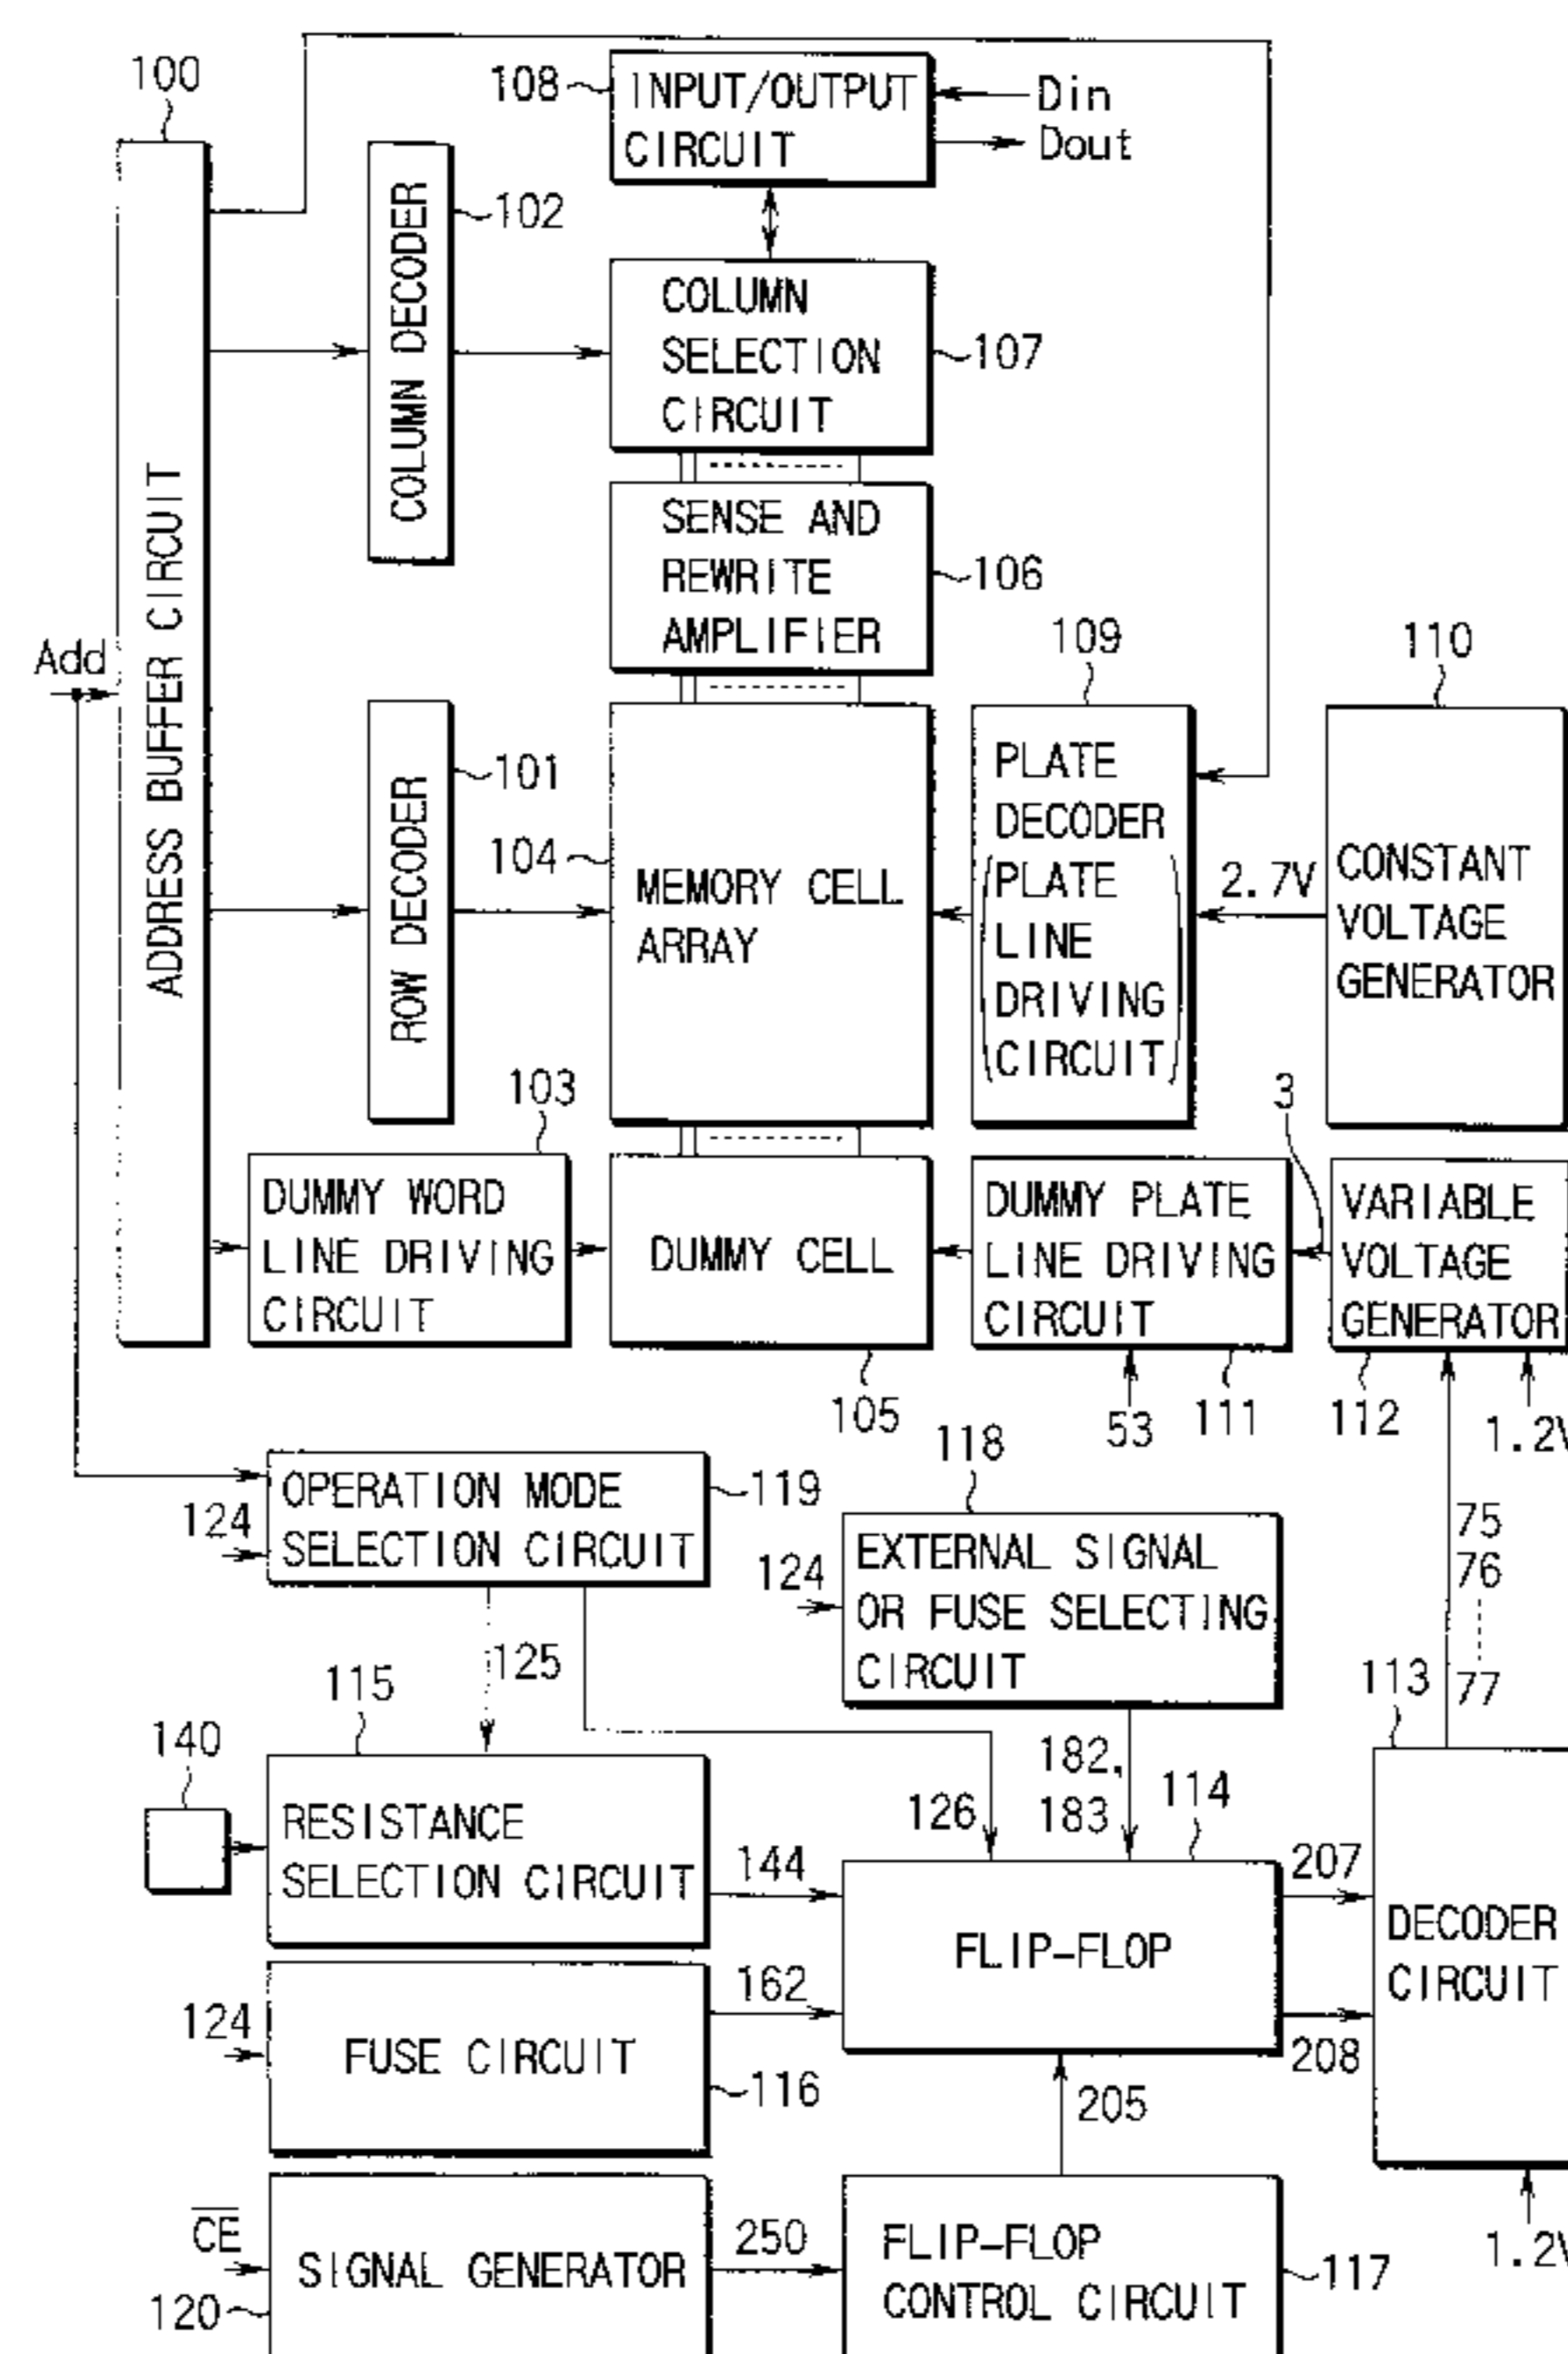 100
108
INPUT/OUTPUT
CIRCUIT
Din
Dout
ADDRESS BUFFER CIRCUIT
COLUMN DECODER
102
COLUMN
SELECTION
CIRCUIT
107
SENSE AND
REWRITE
AMPLIFIER
106
Add
109
110
ROW DECODER
101
104
MEMORY CELL
ARRAY
PLATE
DECODER
PLATE
LINE
DRIVING
CIRCUIT
2.7V
CONSTANT
VOLTAGE
GENERATOR
103
3
DUMMY WORD
LINE DRIVING
CIRCUIT
DUMMY CELL
DUMMY PLATE
LINE DRIVING
CIRCUIT
VARIABLE
VOLTAGE
GENERATOR
105
53
111
112
1.2V
118
OPERATION MODE
SELECTION CIRCUIT
119
124
124
EXTERNAL SIGNAL
OR FUSE SELECTING
CIRCUIT
75
76
77
125
115
113
140
RESISTANCE
SELECTION CIRCUIT
126
182,
183
114
144
207
FLIP-FLOP
DECODER
CIRCUIT
162
124
FUSE CIRCUIT
116
208
205
CE
SIGNAL GENERATOR
120
250
FLIP-FLOP
CONTROL CIRCUIT
117
1.2V